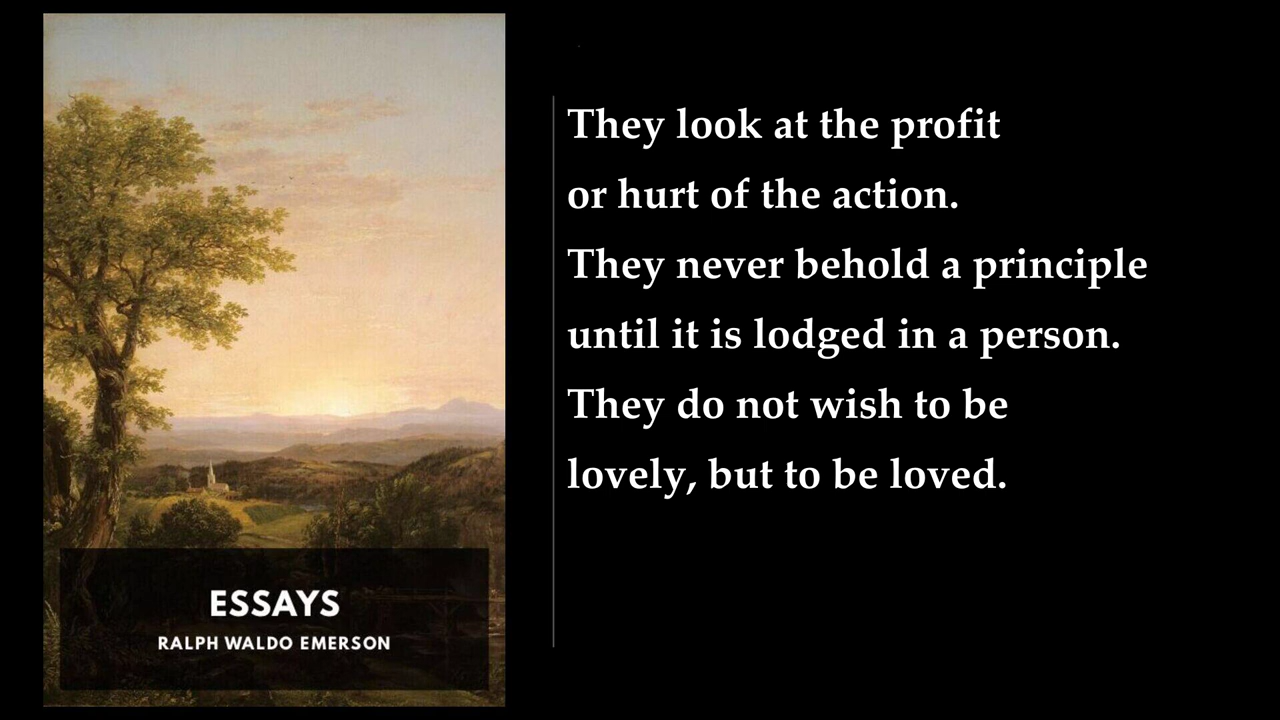 ESSAYS
RALPH WALDO EMERSON
They look at the profit
or hurt of the action.
They never behold a principle
until it is lodged in a person.
They do not wish to be
lovely, but to be loved.